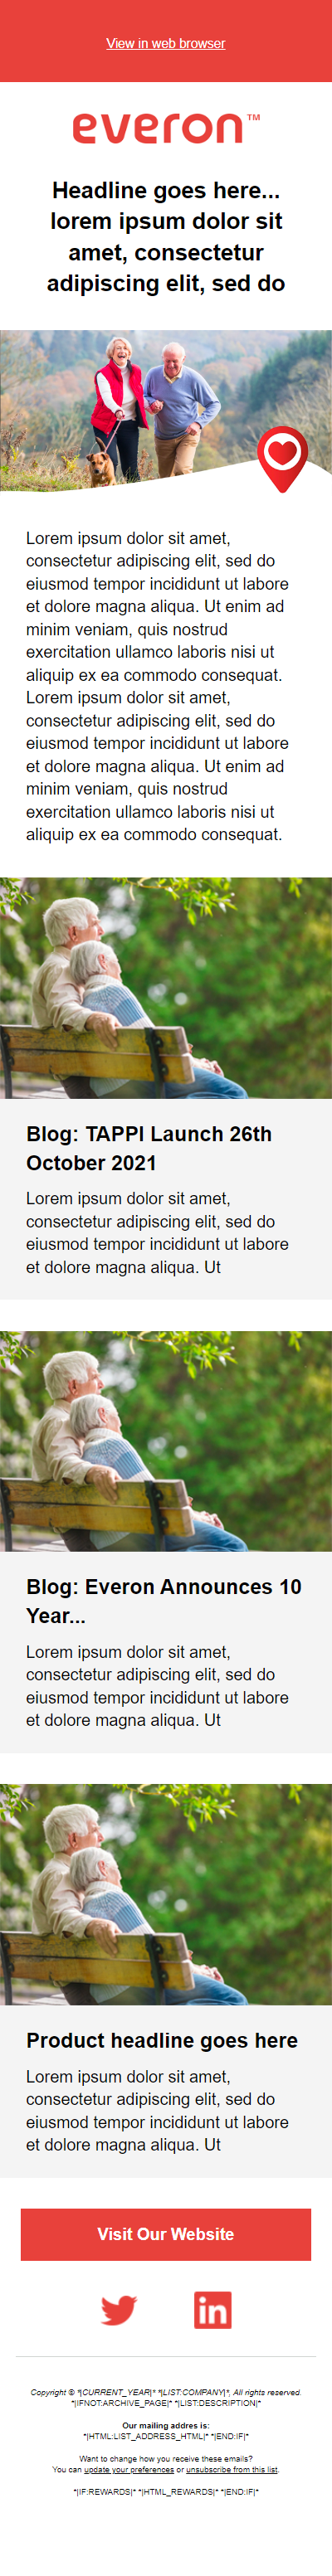 View in web browser
everon™
Headline goes here...
lorem ipsum dolor sit
amet, consectetur
adipiscing elit, sed do
Lorem ipsum dolor sit amet,
consectetur adipiscing elit, sed do
eiusmod tempor incididunt ut labore
et dolore magna aliqua. Ut enim ad
minim veniam, quis nostrud
exercitation ullamco laboris nisi ut
aliquip ex ea commodo consequat.
Lorem ipsum dolor sit amet,
consectetur adipiscing elit, sed do
eiusmod tempor incididunt ut labore
et dolore magna aliqua. Ut enim ad
minim veniam, quis nostrud
exercitation ullamco laboris nisi ut
aliquip ex ea commodo consequat.
Blog: TAPPI Launch 26th
October 2021
Lorem ipsum dolor sit amet,
consectetur adipiscing elit, sed do
eiusmod tempor incididunt ut labore
et dolore magna aliqua. Ut
Blog: Everon Announces 10
Year...
Lorem ipsum dolor sit amet,
consectetur adipiscing elit, sed do
eiusmod tempor incididunt ut labore
et dolore magna aliqua. Ut
Product headline goes here
Lorem ipsum dolor sit amet,
consectetur adipiscing elit, sed do
eiusmod tempor incididunt ut labore
et dolore magna aliqua. Ut
Visit Our Website
in
Copyright © *|CURRENT_YEAR|* *|LIST:COMPANY|*, All rights reserved.
*|IFNOT:ARCHIVE_PAGE|* *|LIST:DESCRIPTION|*
Our mailing addres is:
*|HTML:LIST_ADDRESS_HTML|* *|END:IF|*
Want to change how you receive these emails?
You can update your preferences or unsubscribe from this list.
*|IF:REWARDS|* *|HTML_REWARDS|* *|END:IF|*